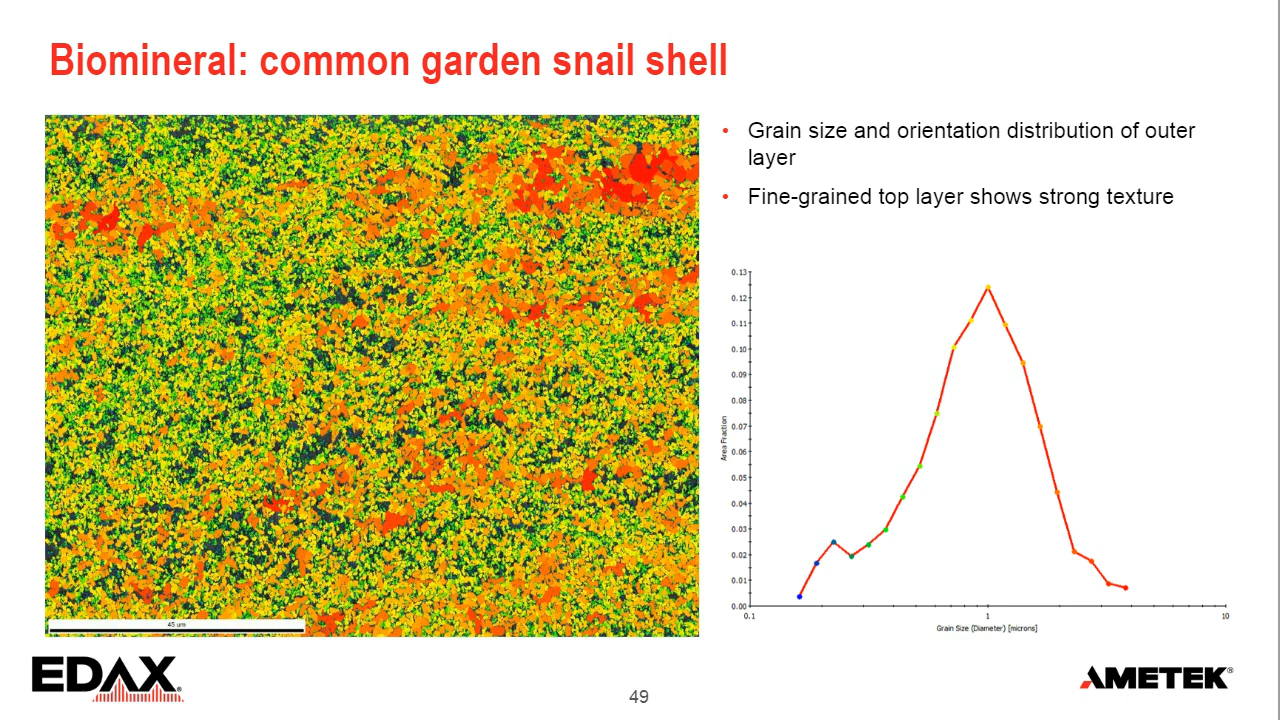 Biomineral: common garden snail shell
• Grain size and orientation distribution of outer
layer
• Fine-grained top layer shows strong texture
0.13
0.12
0.11
0.10
0.09
0.08
0.07
0.06
0.05
0.04
0.03
0.02
0.01
0.00
Area Fraction
0.1
1
10
Grain Size (Diameter) [microns]
45 um
EDAX®
49
AMETEK®